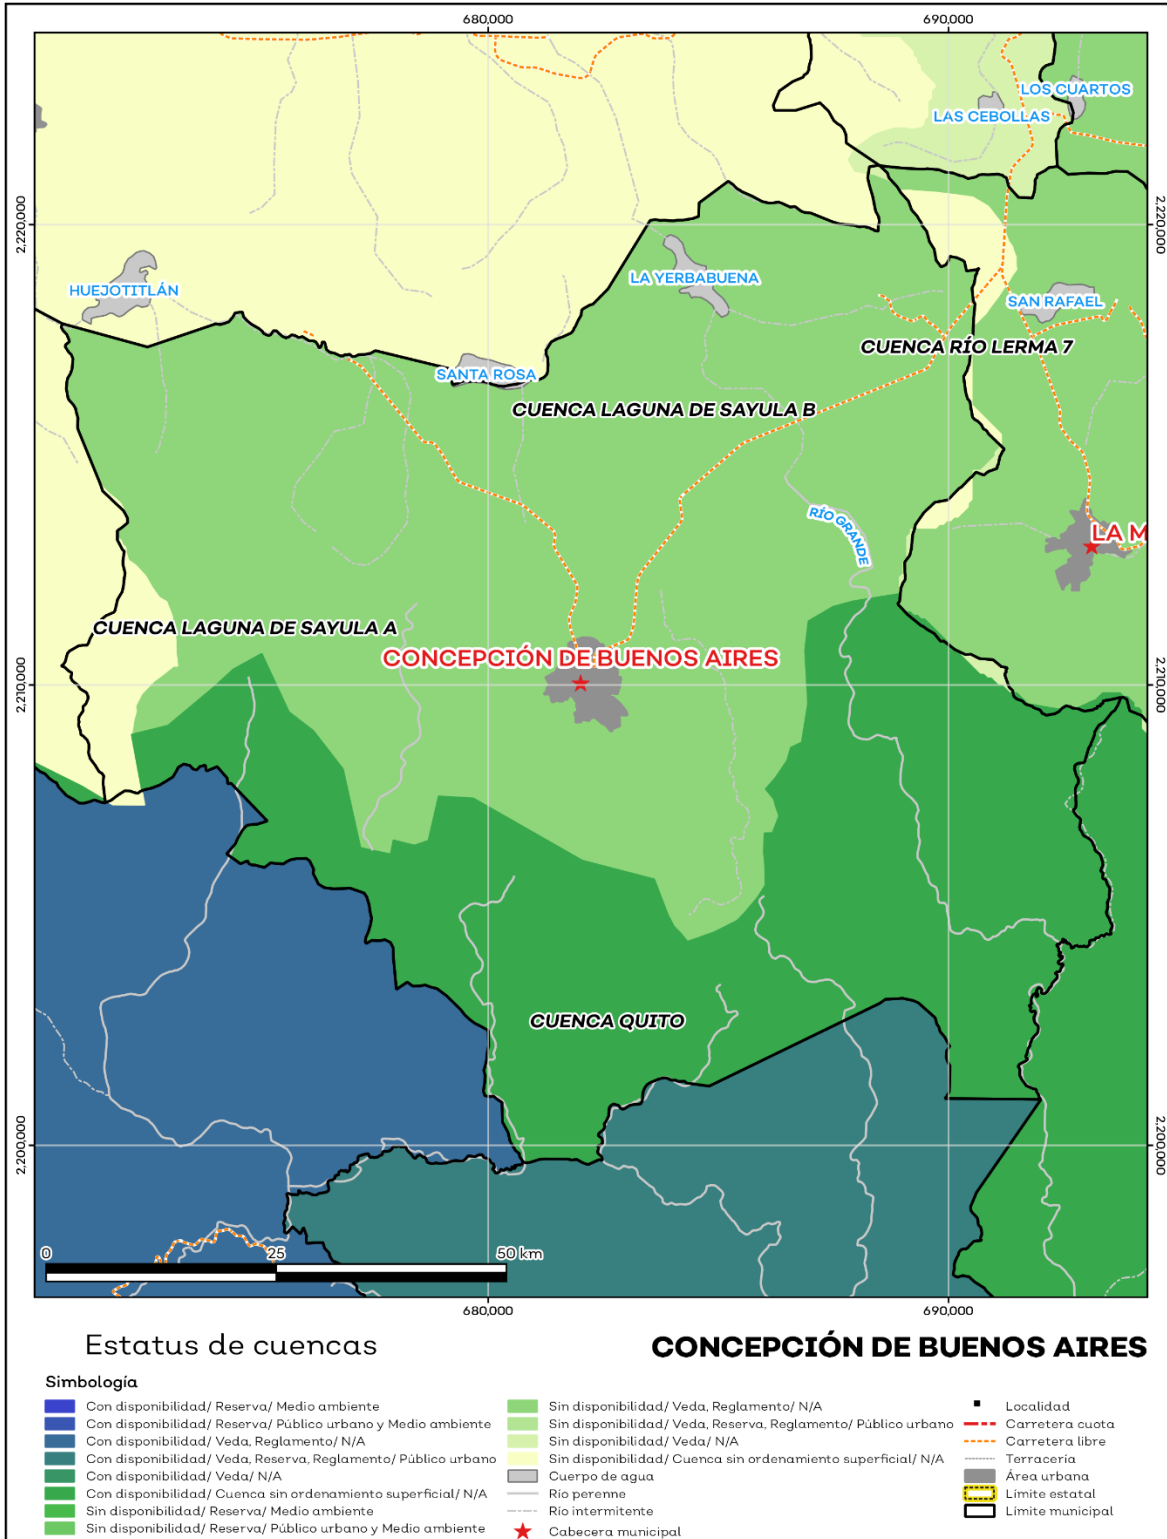 680,000
690,000
LOS CUARTOS
LAS CEBOLLAS
2,220,000
2,220,000
HUEJOTITLÁN
LA YERBABUENA
SAN RAFAEL
CUENCA RÍO LERMA 7
SANTA ROSA
CUENCA LAGUNA DE SAYULA B
RÍO GRANDE
LA M
CUENCA LAGUNA DE SAYULA A
CONCEPCIÓN DE BUENOS AIRES
2,210,000
2,210,000
CUENCA QUITO
2,200,000
2,200,000
0 25 50 km
680,000
690,000
Estatus de cuencas
CONCEPCIÓN DE BUENOS AIRES
Simbología
Con disponibilidad/ Reserva/ Medio ambiente
Con disponibilidad/ Reserva/ Público urbano y Medio ambiente
Con disponibilidad/ Veda, Reglamento/ N/A
Con disponibilidad/ Veda, Reserva, Reglamento/ Público urbano
Con disponibilidad/ Veda/ N/A
Con disponibilidad/ Cuenca sin ordenamiento superficial/ N/A
Sin disponibilidad/ Reserva/ Medio ambiente
Sin disponibilidad/ Reserva/ Público urbano y Medio ambiente
Sin disponibilidad/ Veda, Reglamento/ N/A
Sin disponibilidad/ Veda, Reserva, Reglamento/ Público urbano
Sin disponibilidad/ Veda/ N/A
Sin disponibilidad/ Cuenca sin ordenamiento superficial/ N/A
Cuerpo de agua
Río perenne
Río intermitente
Cabecera municipal
Localidad
Carretera cuota
Carretera libre
Terracería
Área urbana
Límite estatal
Límite municipal